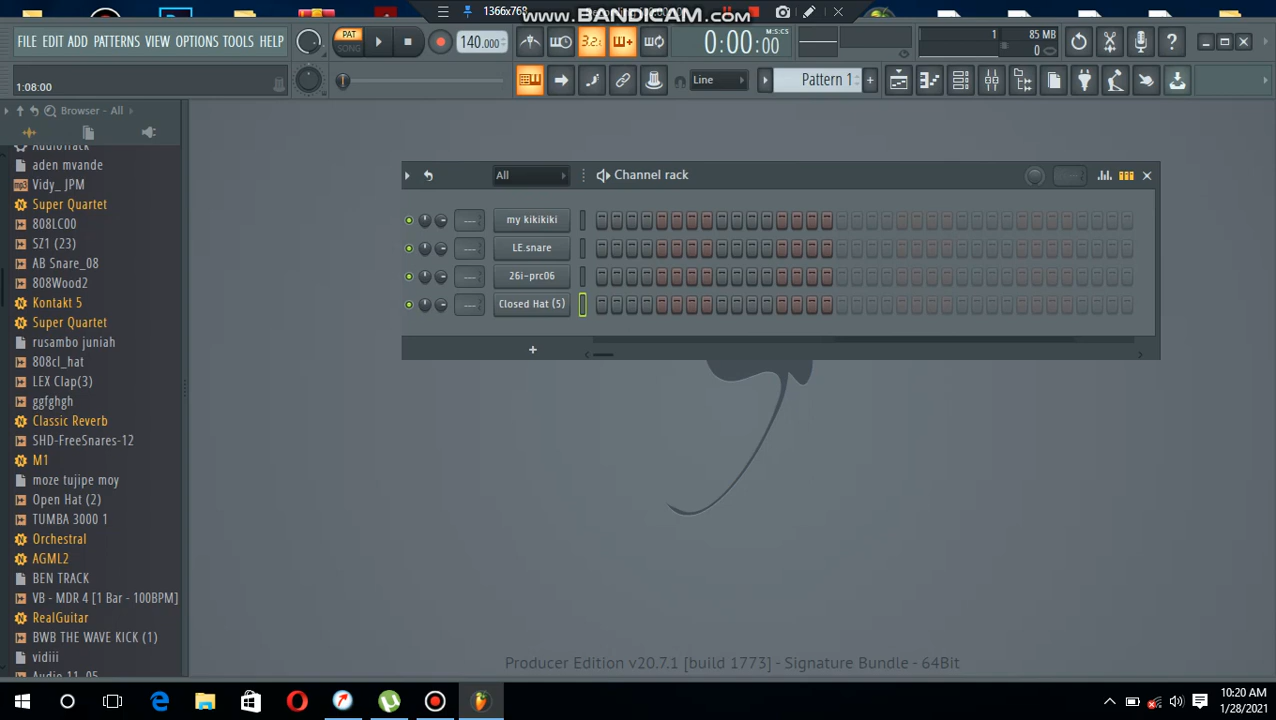 1366x768
www.BANDICAM.com
FILE EDIT ADD PATTERNS VIEW OPTIONS TOOLS HELP
PAT
SONG
140.000
3.2.
0:00:00
M:S:CS
1
85 MB
0
1:08:00
Line
Pattern 1
Browser - All
aden mvande
Vidy_ JPM
Super Quartet
808LC00
SZ1 (23)
AB Snare_08
808Wood2
Kontakt 5
Super Quartet
rusambo juniah
808cl_hat
LEX Clap(3)
ggfghgh
Classic Reverb
SHD-FreeSnares-12
M1
moze tujipe moy
Open Hat (2)
TUMBA 3000 1
Orchestral
AGML2
BEN TRACK
VB - MDR 4 [1 Bar - 100BPM]
RealGuitar
BWB THE WAVE KICK (1)
vidiii
All
Channel rack
my kikikiki
LE.snare
26i-prc06
Closed Hat (5)
+
Producer Edition v20.7.1 [build 1773] - Signature Bundle - 64Bit
10:20 AM
1/28/2021